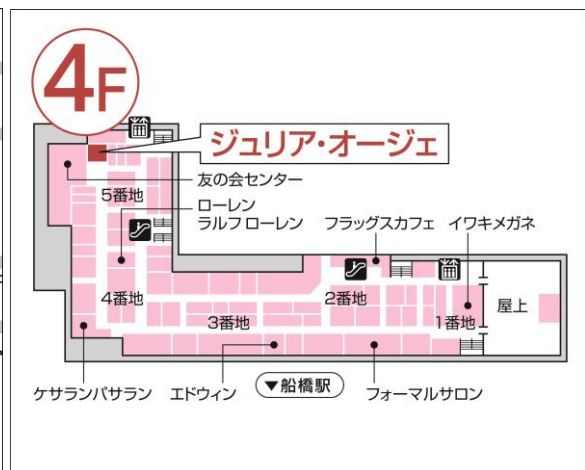 4F
ジュリア・オージェ
友の会センター
5番地
ローレン
ラルフ ローレン
フラッグスカフェ
イワキメガネ
4番地
3番地
2番地
1番地
屋上
ケサランパサラン
エドウィン
▼船橋駅
フォーマルサロン